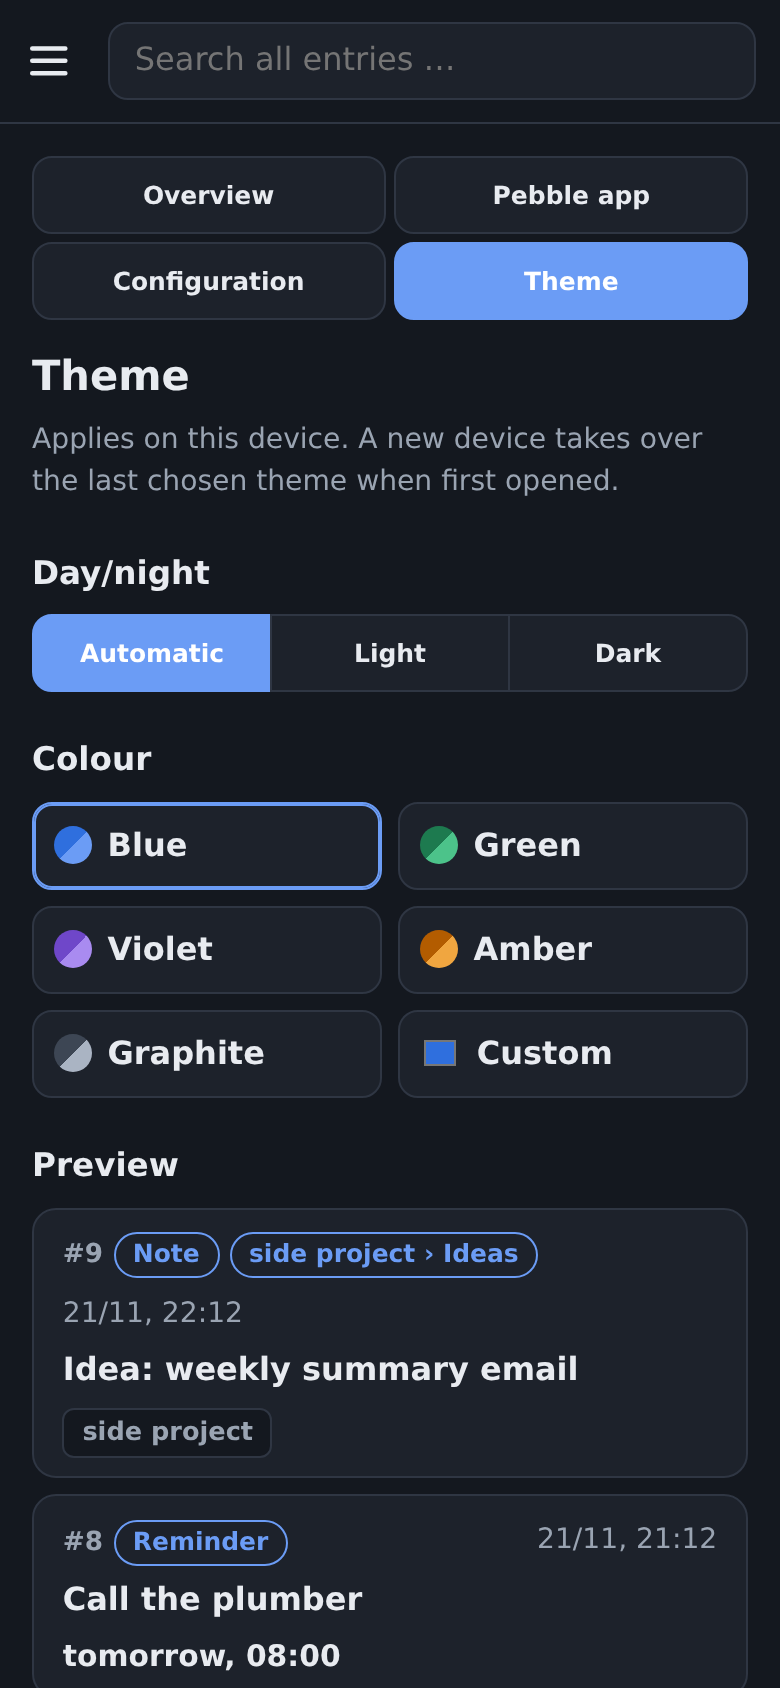 Search all entries ...
Overview
Pebble app
Configuration
Theme
Theme
Applies on this device. A new device takes over
the last chosen theme when first opened.
Day/night
Automatic
Light
Dark
Colour
Blue
Green
Violet
Amber
Graphite
Custom
Preview
#9 Note side project › Ideas
21/11, 22:12
Idea: weekly summary email
side project
#8 Reminder 21/11, 21:12
Call the plumber
tomorrow, 08:00